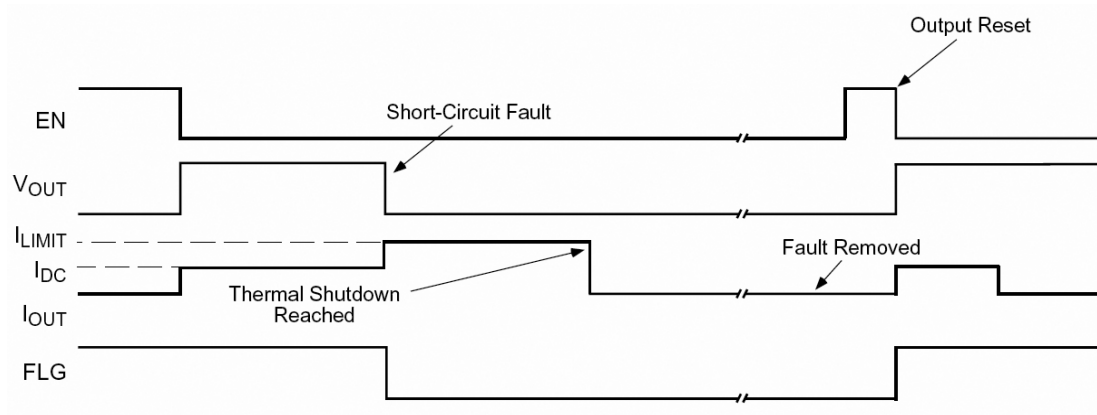 Output Reset
EN
Short-Circuit Fault
VOUT
ILIMIT
Fault Removed
IDC
Thermal Shutdown
Reached
IOUT
FLG